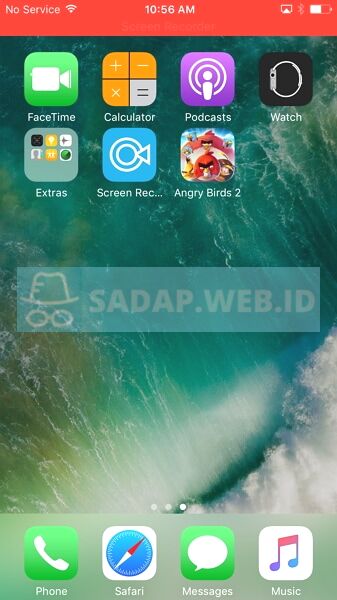 No Service 10:56 AM
Screen Recorder
FaceTime Calculator Podcasts Watch
Extras Screen Rec... Angry Birds 2
SADAP.WEB.ID
Phone Safari Messages Music